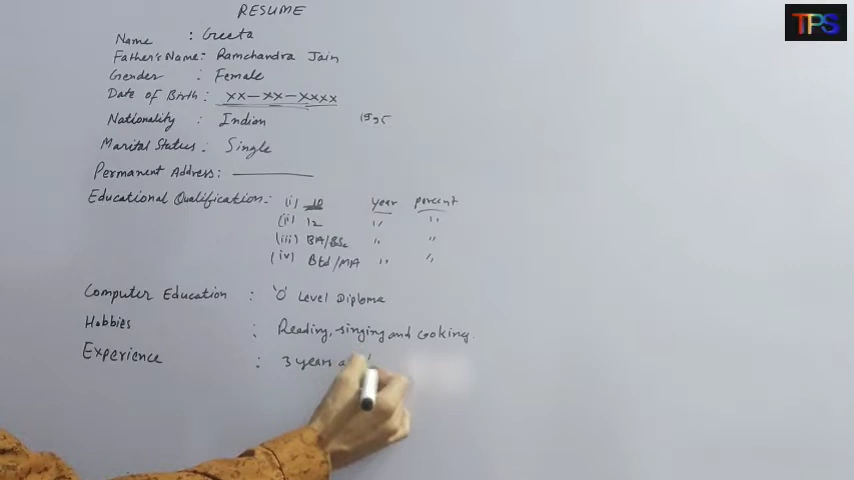 RESUME
TPS
Name : Geeta
Father's Name: Ramchandra Jain
Gender : Female
Date of Birth : XX-XX-XXXX
Nationality : Indian
Marital Status : Single
Permanent Address:
Educational Qualification: (i) 10 year percent
(ii) 12 " "
(iii) BA/BSc " "
(iv) BEd/MA " "
Computer Education : 'O' Level Diploma
Hobbies : Reading, singing and cooking.
Experience : 3 years